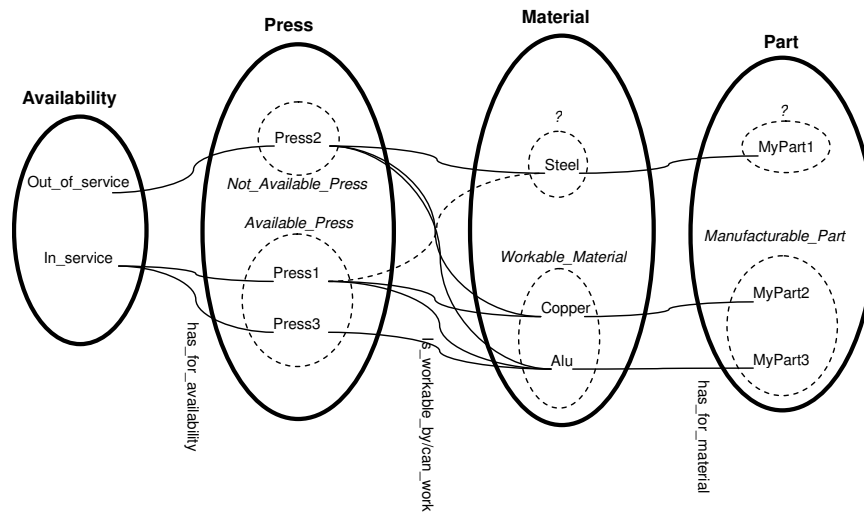 Availability
Out_of_service
In_service
has_for_availability
Press
Press2
Not_Available_Press
Available_Press
Press1
Press3
Is_workable_by/can_work
Material
?
Steel
Workable_Material
Copper
Alu
has_for_material
Part
?
MyPart1
Manufacturable_Part
MyPart2
MyPart3